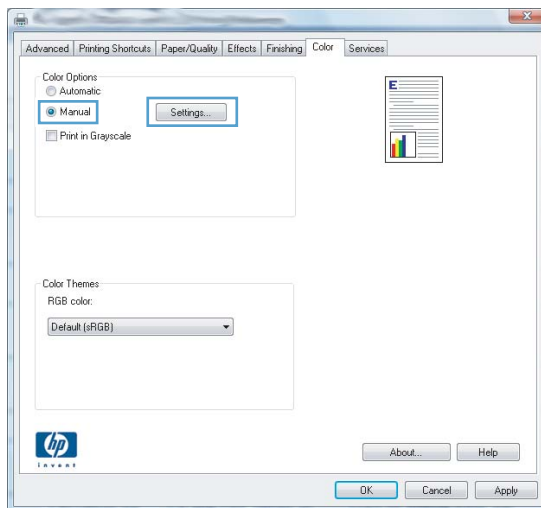 Advanced Printing Shortcuts Paper/Quality Effects Finishing Color Services
Color Options
Automatic
Manual Settings...
Print in Grayscale
E
Color Themes
RGB color:
Default (sRGB)
hp
invent
About... Help
OK Cancel Apply